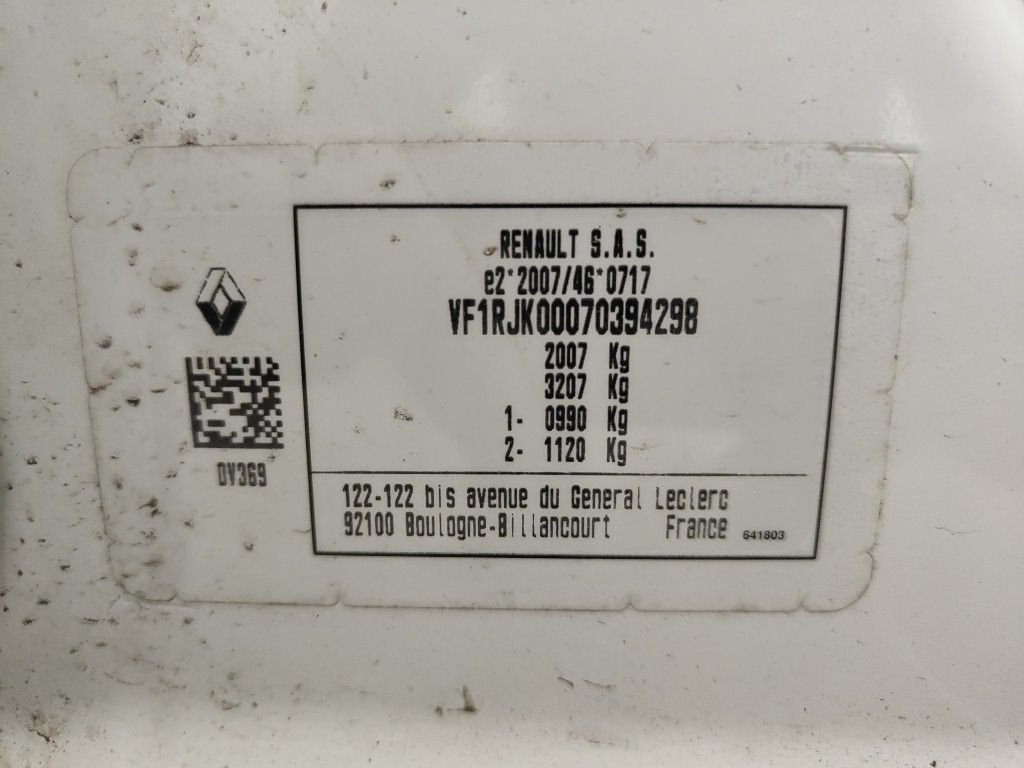 RENAULT S.A.S.
e2*2007/46*0717
VF1RJK00070394298
2007 Kg
3207 Kg
1- 0990 Kg
2- 1120 Kg
DV369
122-122 bis avenue du General Leclerc
92100 Boulogne-Billancourt France 641803